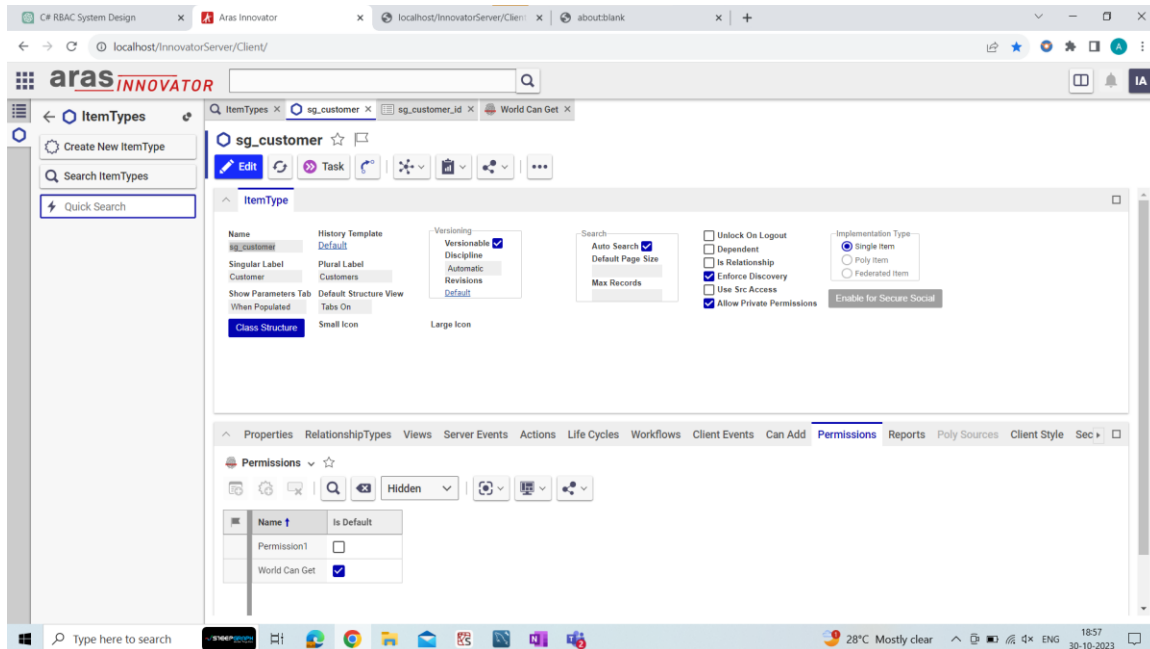 C# RBAC System Design
Aras Innovator
localhost/InnovatorServer/Client
about:blank
localhost/InnovatorServer/Client/
A
aras INNOVATOR
IA
ItemTypes
Create New ItemType
Search ItemTypes
Quick Search
ItemTypes
sg_customer
sg_customer_id
World Can Get
sg_customer
Edit
Task
ItemType
Name
History Template
Versioning
Search
Implementation Type
sg_customer
Default
Versionable
Auto Search
Unlock On Logout
Single Item
Discipline
Default Page Size
Dependent
Singular Label
Plural Label
Automatic
Is Relationship
Poly Item
Customer
Customers
Revisions
Max Records
Enforce Discovery
Federated Item
Show Parameters Tab
Default Structure View
Default
Use Src Access
When Populated
Tabs On
Allow Private Permissions
Enable for Secure Social
Class Structure
Small Icon
Large Icon
Properties RelationshipTypes Views Server Events Actions Life Cycles Workflows Client Events Can Add Permissions Reports Poly Sources Client Style Sec
Permissions
Hidden
Name Is Default
Permission1
World Can Get
Type here to search
28°C Mostly clear
ENG
18:57
30-10-2023